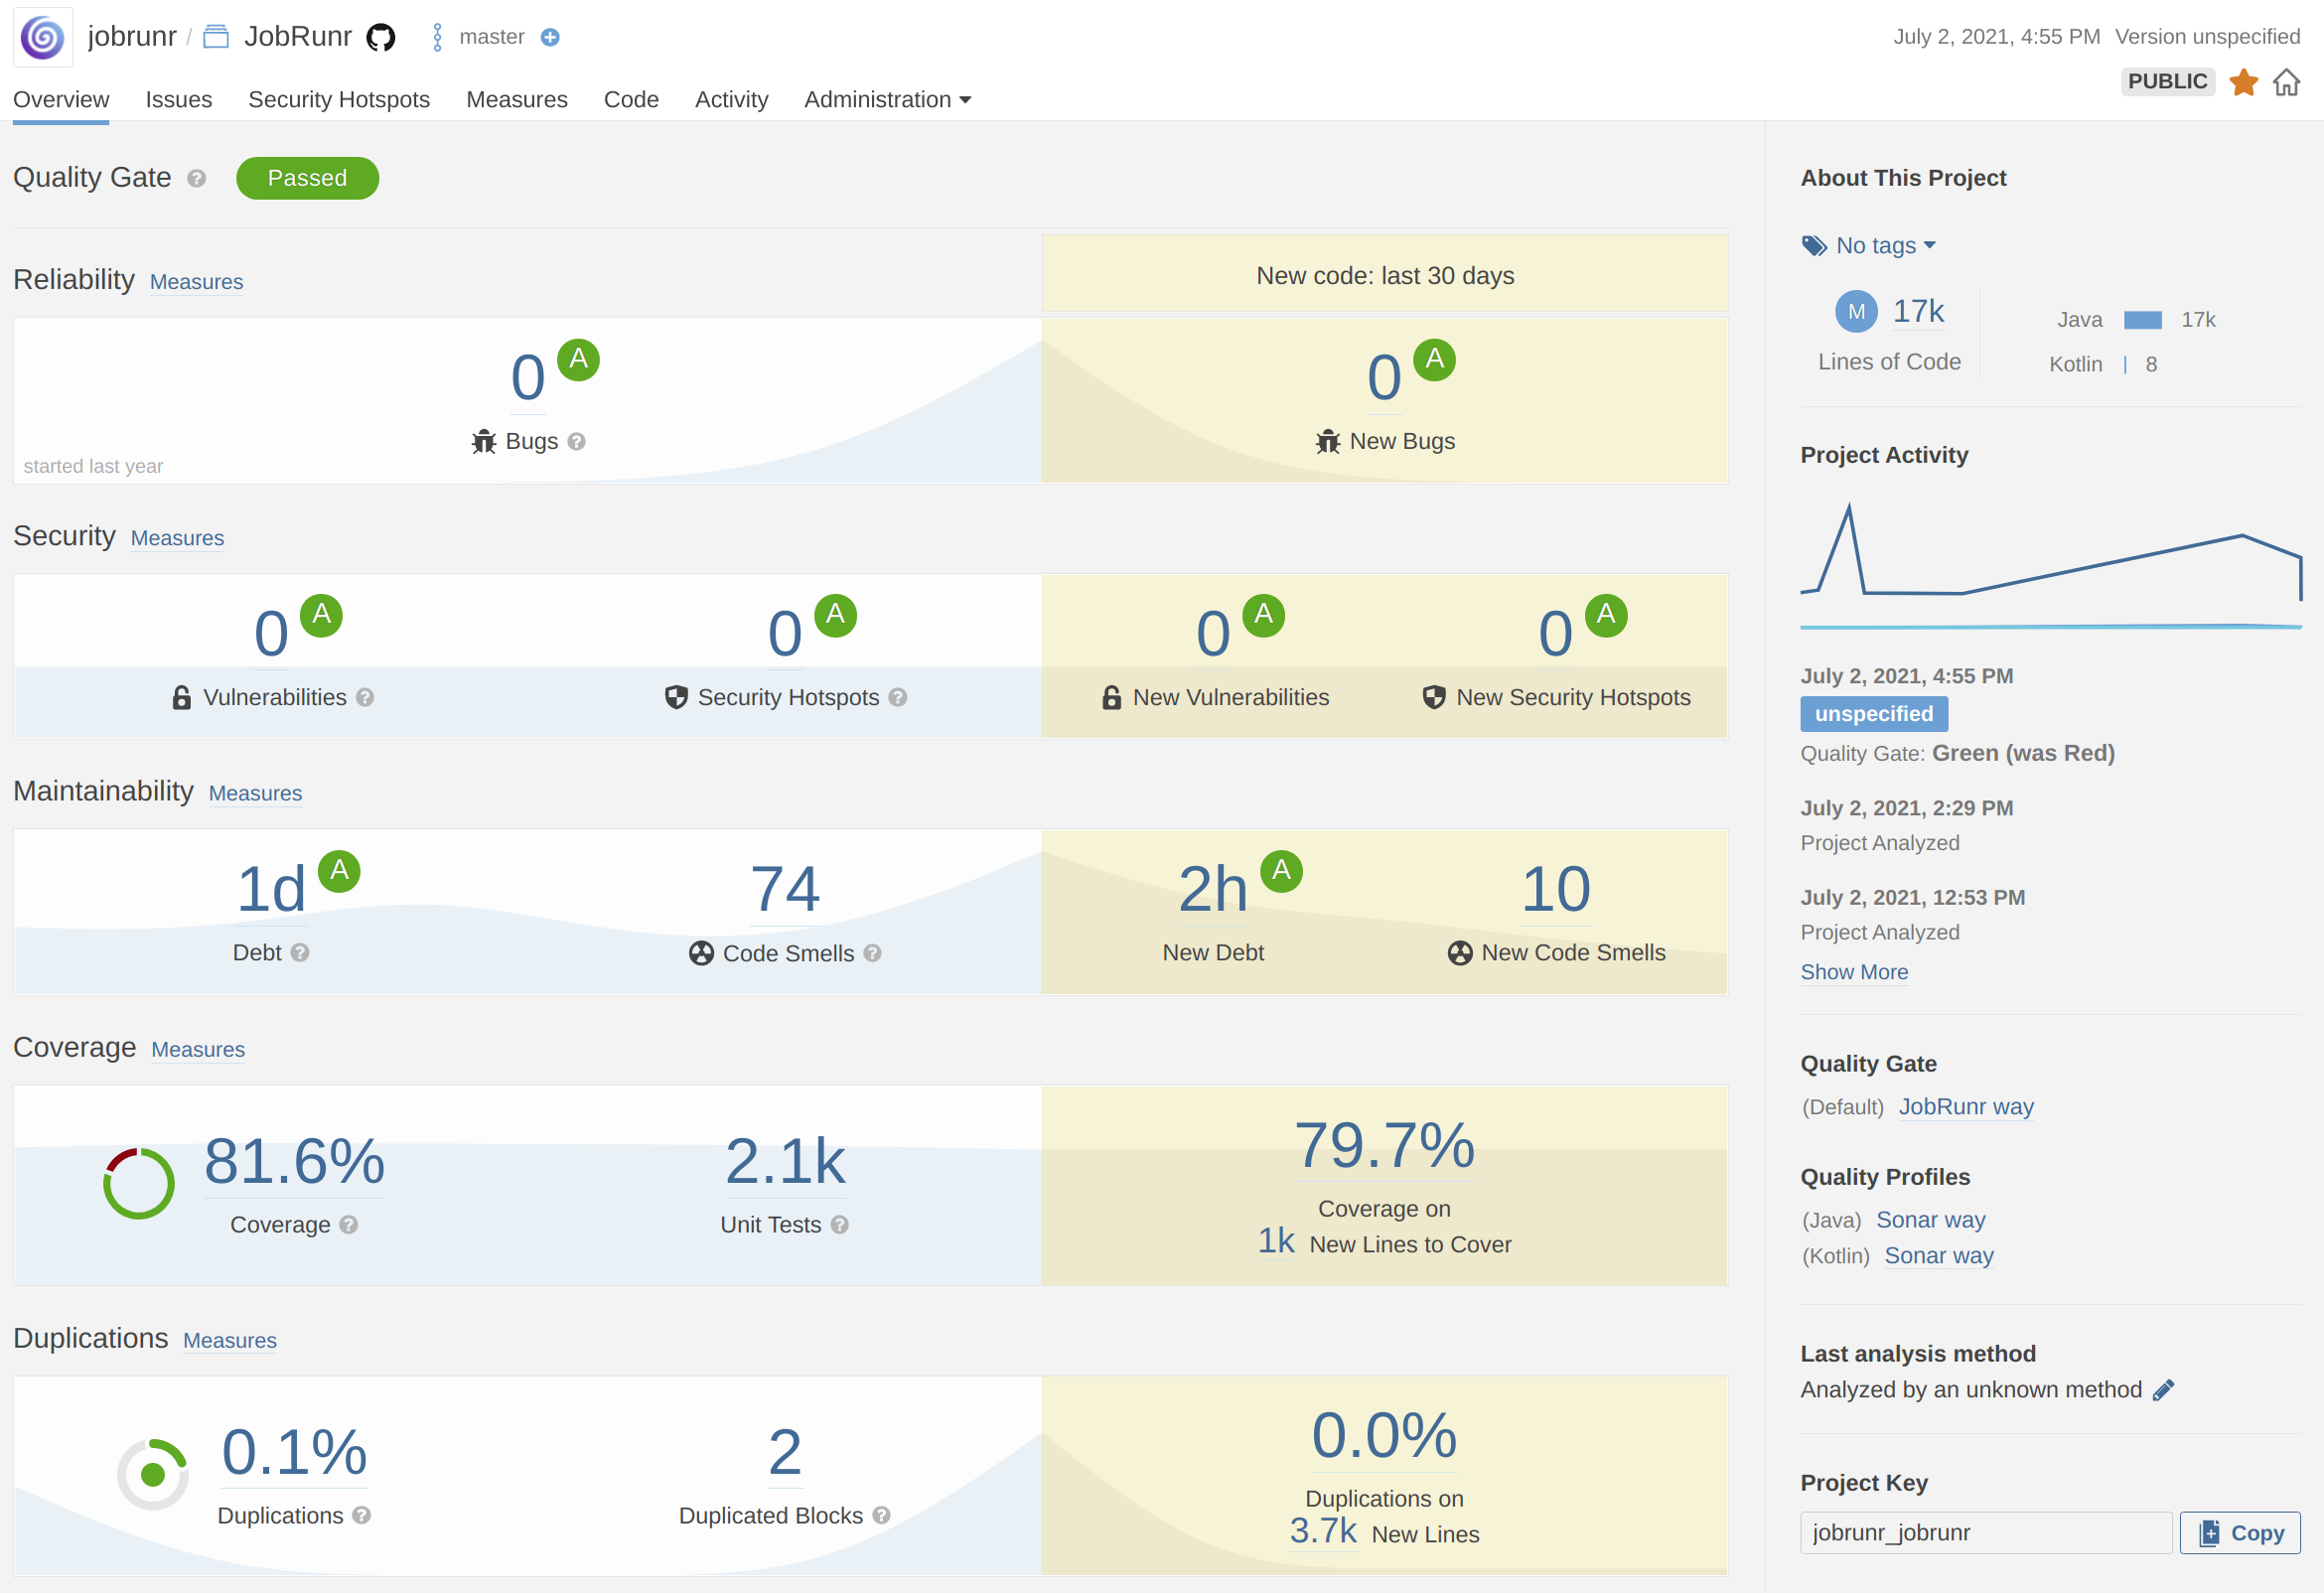 jobrunr / JobRunr master
July 2, 2021, 4:55 PM Version unspecified
PUBLIC
Overview Issues Security Hotspots Measures Code Activity Administration
Quality Gate ? Passed
Reliability Measures
New code: last 30 days
0 A
Bugs ?
started last year
0 A
New Bugs
Security Measures
0 A
Vulnerabilities ?
0 A
Security Hotspots ?
0 A
New Vulnerabilities
0 A
New Security Hotspots
Maintainability Measures
1d A
Debt ?
74
Code Smells ?
2h A
New Debt
10
New Code Smells
Coverage Measures
81.6%
Coverage ?
2.1k
Unit Tests ?
79.7%
Coverage on
1k New Lines to Cover
Duplications Measures
0.1%
Duplications ?
2
Duplicated Blocks ?
0.0%
Duplications on
3.7k New Lines
About This Project
No tags
M 17k
Lines of Code
Java 17k
Kotlin 8
Project Activity
July 2, 2021, 4:55 PM
unspecified
Quality Gate: Green (was Red)
July 2, 2021, 2:29 PM
Project Analyzed
July 2, 2021, 12:53 PM
Project Analyzed
Show More
Quality Gate
(Default) JobRunr way
Quality Profiles
(Java) Sonar way
(Kotlin) Sonar way
Last analysis method
Analyzed by an unknown method
Project Key
jobrunr_jobrunr
Copy